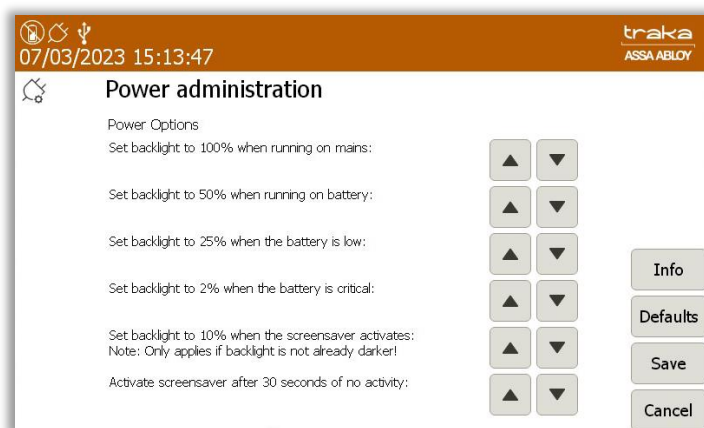 07/03/2023 15:13:47
traka
ASSA ABLOY
Power administration
Power Options
Set backlight to 100% when running on mains:
Set backlight to 50% when running on battery:
Set backlight to 25% when the battery is low:
Set backlight to 2% when the battery is critical:
Set backlight to 10% when the screensaver activates:
Note: Only applies if backlight is not already darker!
Activate screensaver after 30 seconds of no activity:
Info
Defaults
Save
Cancel